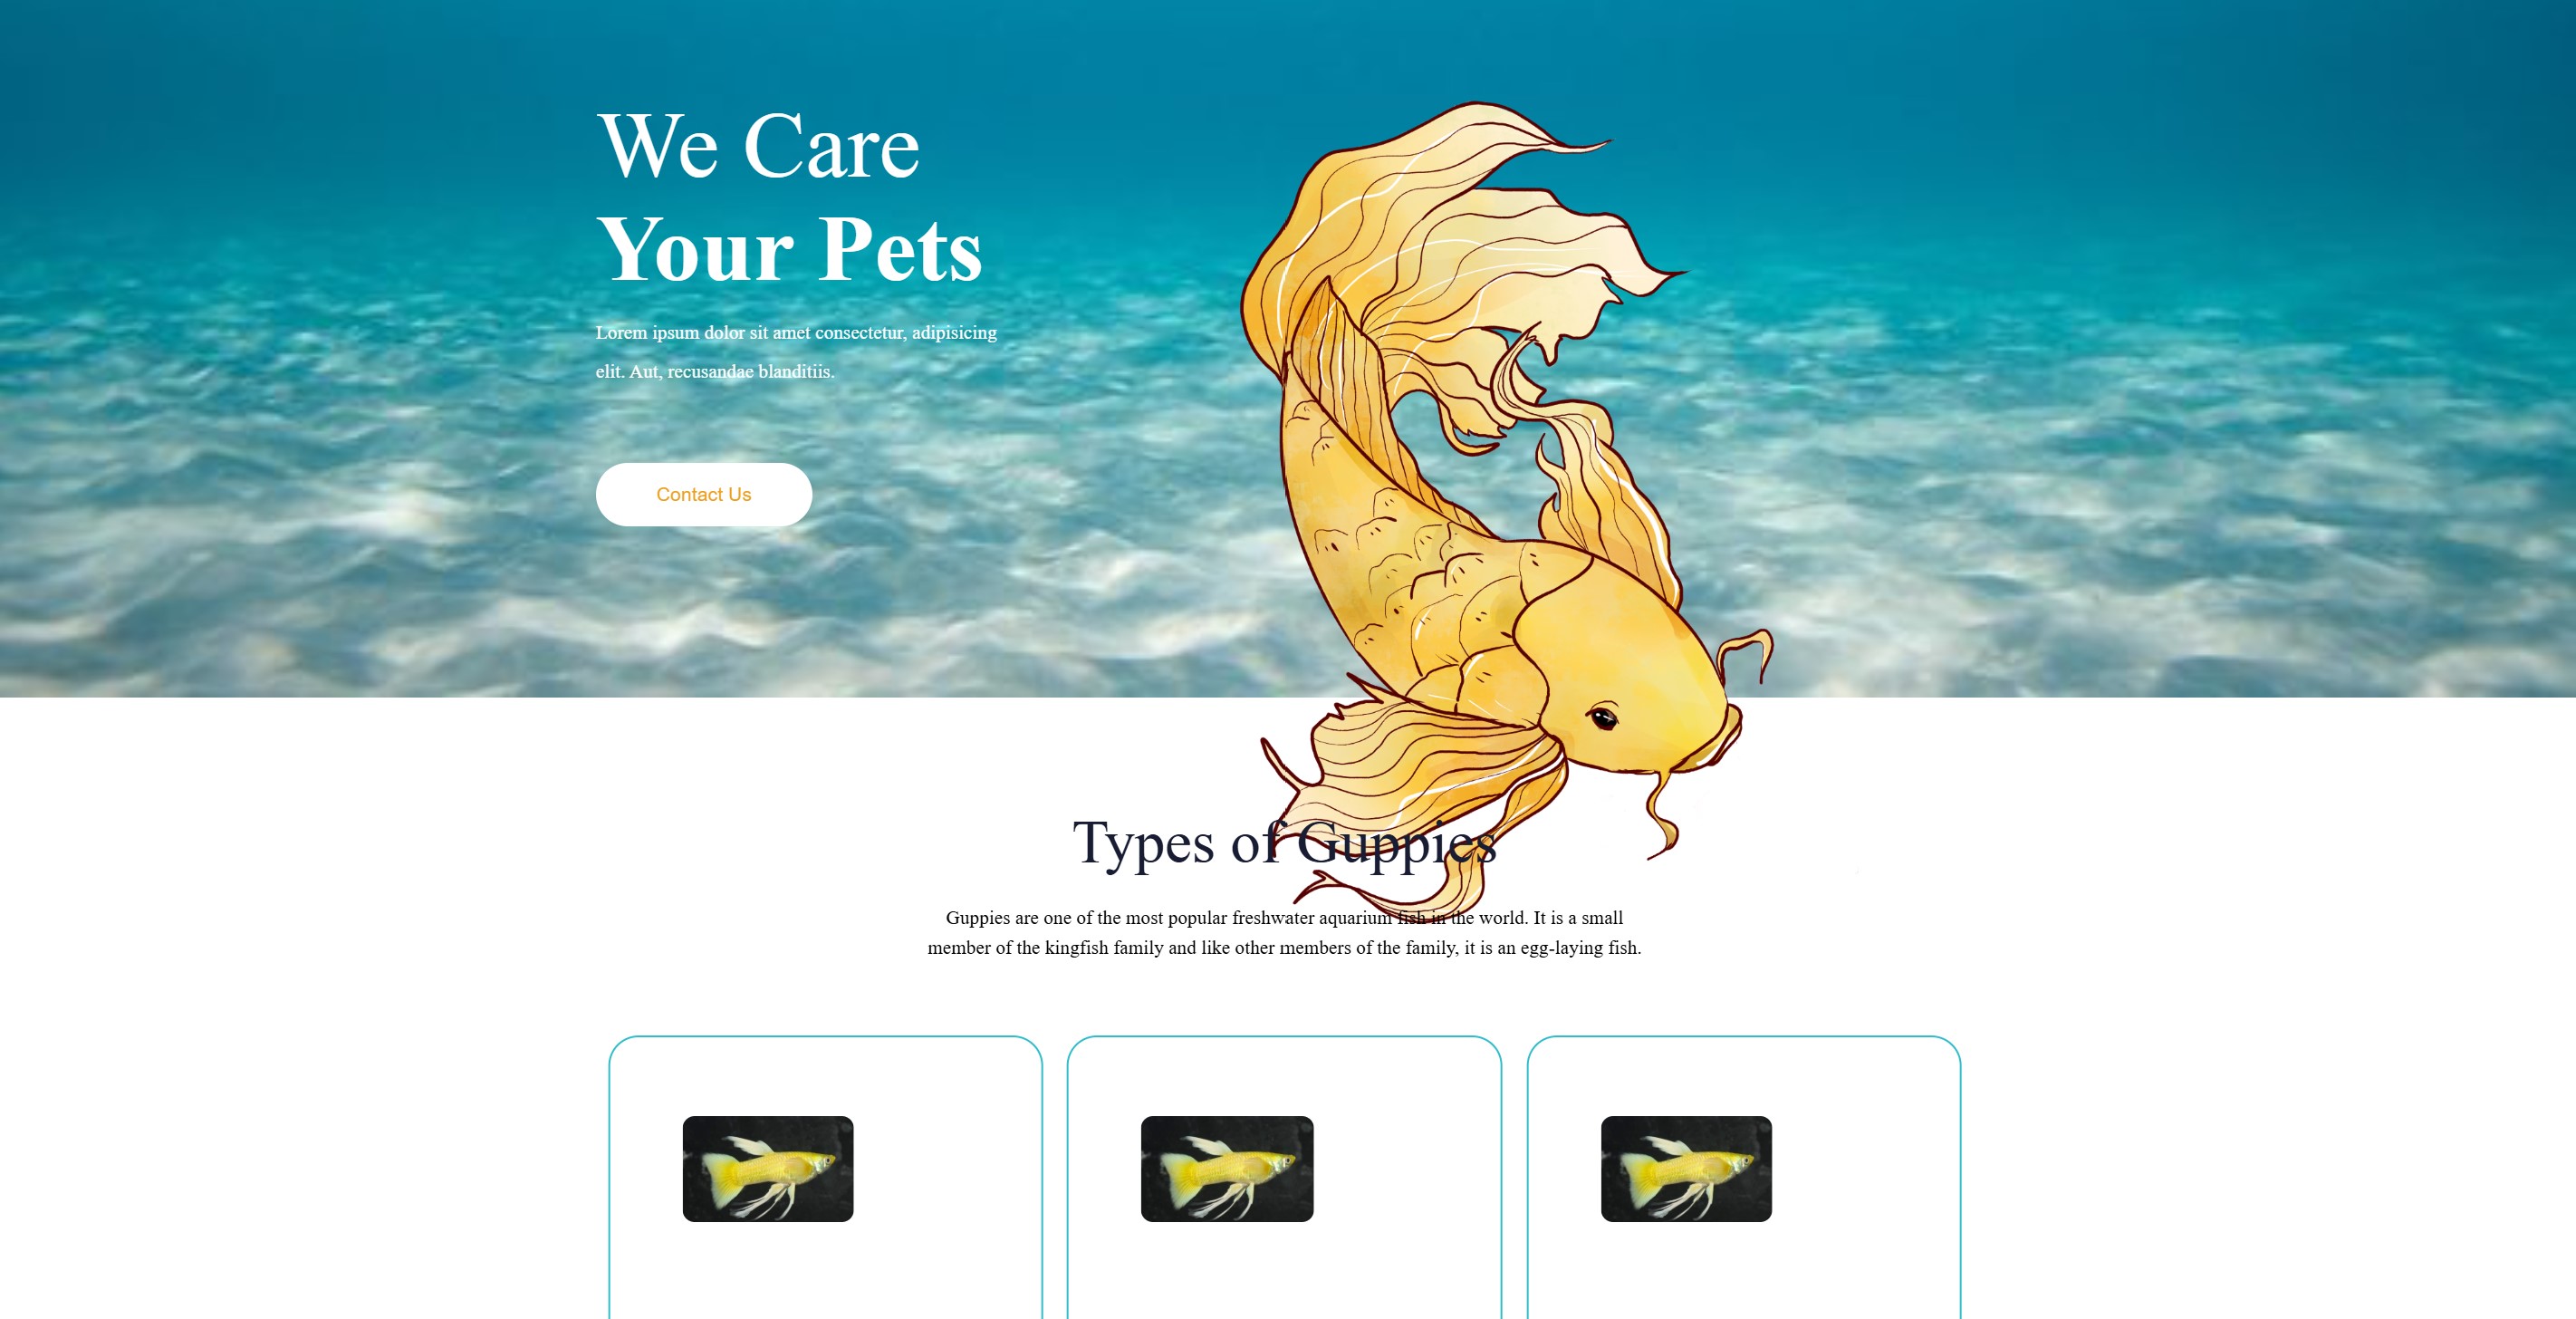 We Care
Your Pets
Lorem ipsum dolor sit amet consectetur, adipisicing
elit. Aut, recusandae blanditiis.
Contact Us
Types of Guppies
Guppies are one of the most popular freshwater aquarium fish in the world. It is a small
member of the kingfish family and like other members of the family, it is an egg-laying fish.